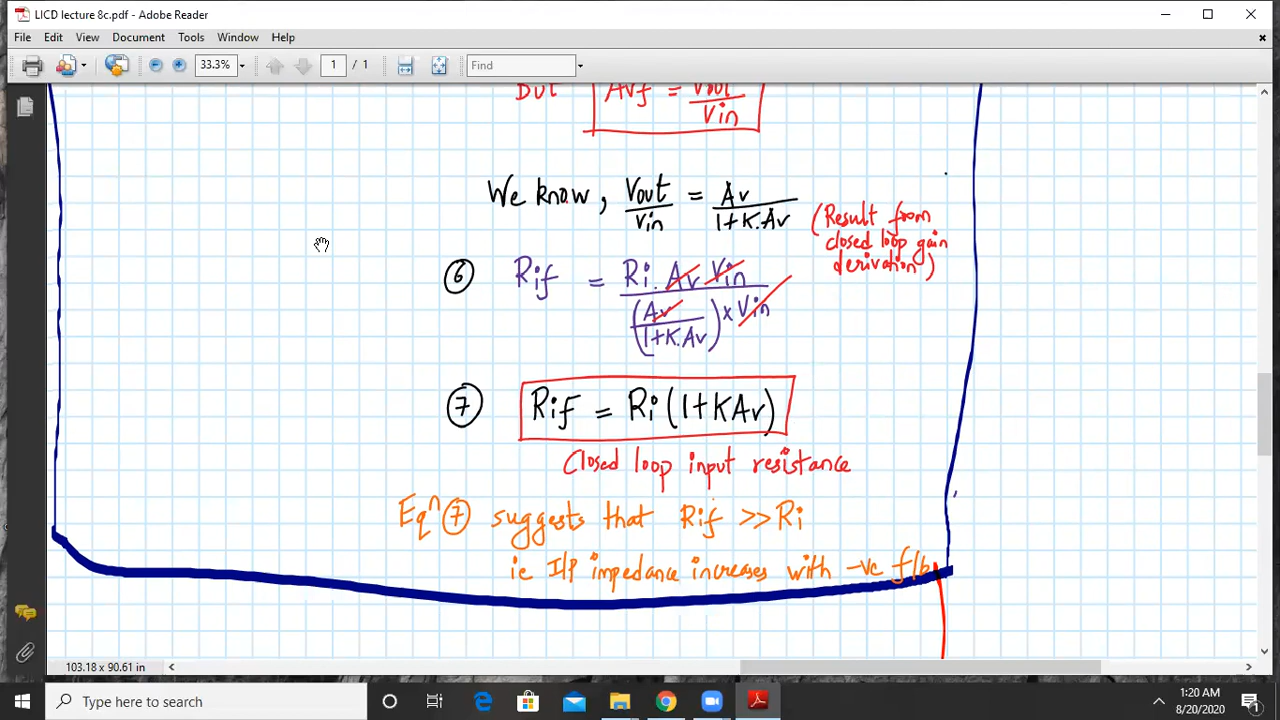 LICD lecture 8c.pdf - Adobe Reader
File Edit View Document Tools Window Help
33.3% 1 / 1 Find
But Avf = Vout / Vin
We know, Vout / Vin = Av / 1+K.Av
(Result from
closed loop gain
derivation)
6 Rif = Ri. Av Vin / (Av / 1+K.Av) x Vin
7 Rif = Ri (1+KAv)
Closed loop input resistance
Eqn 7 suggests that Rif >> Ri
ie I/P impedance increases with -ve f/b
103.18 x 90.61 in
Type here to search
1:20 AM
8/20/2020
1